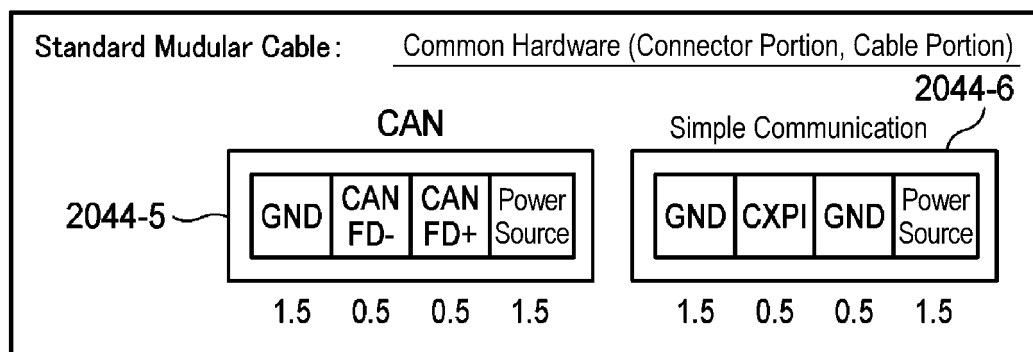 Standard Mudular Cable: Common Hardware (Connector Portion, Cable Portion)
2044-6
CAN Simple Communication
2044-5
GND CAN FD- CAN FD+ Power Source GND CXPI GND Power Source
1.5 0.5 0.5 1.5 1.5 0.5 0.5 1.5